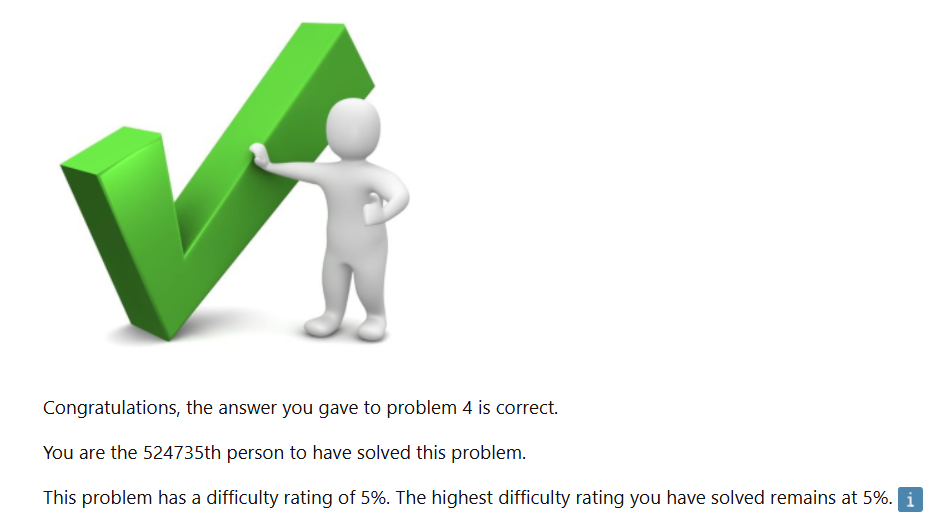 Congratulations, the answer you gave to problem 4 is correct.
You are the 524735th person to have solved this problem.
This problem has a difficulty rating of 5%. The highest difficulty rating you have solved remains at 5%. i